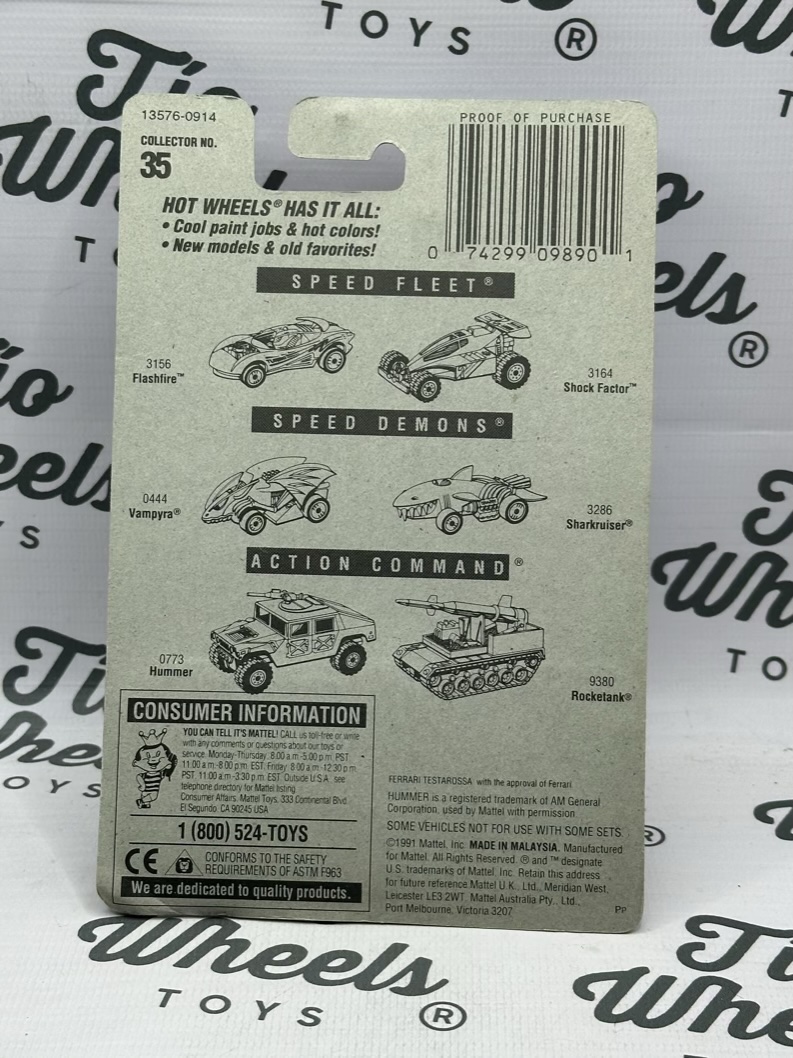 TOYS ®
Tio
Wheels
TOYS ®
13576-0914
COLLECTOR NO.
35
PROOF OF PURCHASE
0 74299 09890 1
HOT WHEELS® HAS IT ALL:
• Cool paint jobs & hot colors!
• New models & old favorites!
SPEED FLEET®
3156
Flashfire™
3164
Shock Factor™
SPEED DEMONS®
0444
Vampyra®
3286
Sharkruiser®
ACTION COMMAND®
0773
Hummer
9380
Rocketank®
CONSUMER INFORMATION
YOU CAN TELL IT'S MATTEL! CALL us toll-free or write
with any comments or questions about our toys or
service. Monday-Thursday, 8:00 a.m.-5:00 p.m. PST,
11:00 a.m.-8:00 p.m. EST. Friday, 8:00 a.m.-12:30 p.m.
PST, 11:00 a.m.-3:30 p.m. EST. Outside U.S.A., see
telephone directory for Mattel listing.
Consumer Affairs, Mattel Toys, 333 Continental Blvd.
El Segundo, CA 90245 USA
1 (800) 524-TOYS
CE
CONFORMS TO THE SAFETY
REQUIREMENTS OF ASTM F963
We are dedicated to quality products.
FERRARI TESTAROSSA with the approval of Ferrari
HUMMER is a registered trademark of AM General
Corporation, used by Mattel with permission.
SOME VEHICLES NOT FOR USE WITH SOME SETS.
©1991 Mattel, Inc. MADE IN MALAYSIA. Manufactured
for Mattel. All Rights Reserved. ® and ™ designate
U.S. trademarks of Mattel, Inc. Retain this address
for future reference Mattel U.K., Ltd., Meridian West,
Leicester LE3 2WT. Mattel Australia Pty., Ltd.,
Port Melbourne, Victoria 3207.
PP
Wheels
TOYS ®